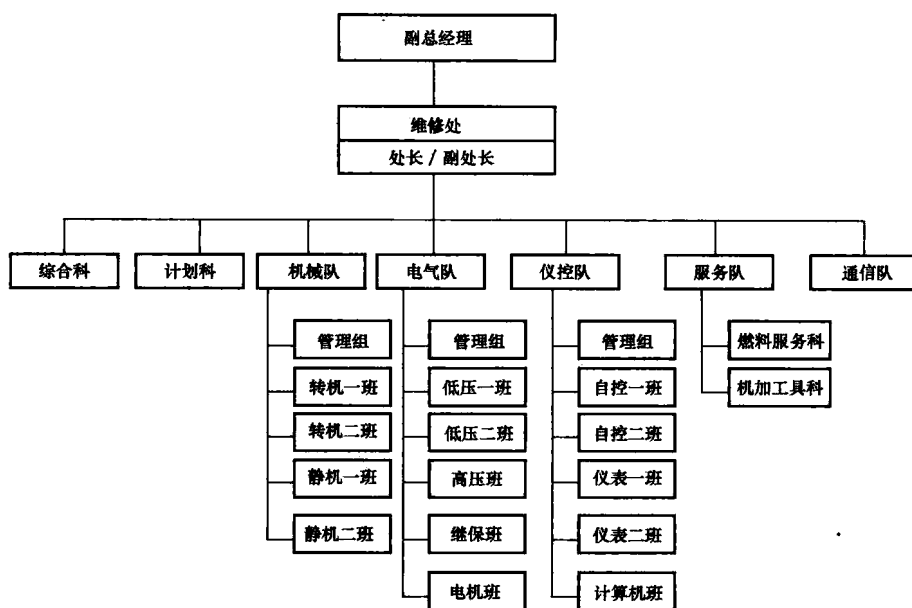 副总经理
维修处
处长 / 副处长
综合科
计划科
机械队
电气队
仪控队
服务队
通信队
管理组
转机一班
转机二班
静机一班
静机二班
管理组
低压一班
低压二班
高压班
继保班
电机班
管理组
自控一班
自控二班
仪表一班
仪表二班
计算机班
燃料服务科
机加工具科